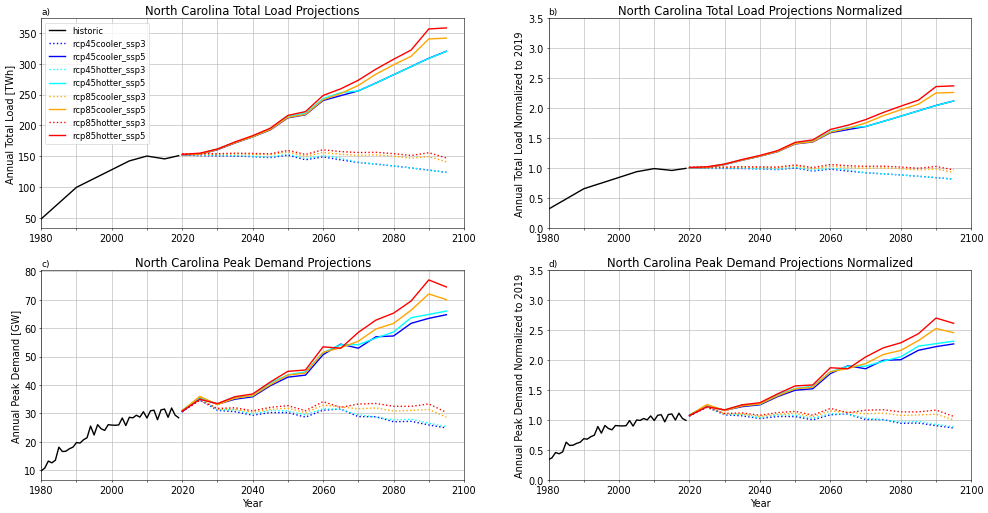 a)
North Carolina Total Load Projections
Annual Total Load [TWh]
350
300
250
200
150
100
50
historic
rcp45cooler_ssp3
rcp45cooler_ssp5
rcp45hotter_ssp3
rcp45hotter_ssp5
rcp85cooler_ssp3
rcp85cooler_ssp5
rcp85hotter_ssp3
rcp85hotter_ssp5
1980 2000 2020 2040 2060 2080 2100
b)
North Carolina Total Load Projections Normalized
Annual Total Load Normalized to 2019
3.5
3.0
2.5
2.0
1.5
1.0
0.5
0.0
1980 2000 2020 2040 2060 2080 2100
c)
North Carolina Peak Demand Projections
Annual Peak Demand [GW]
80
70
60
50
40
30
20
10
1980 2000 2020 2040 2060 2080 2100
Year
d)
North Carolina Peak Demand Projections Normalized
Annual Peak Demand Normalized to 2019
3.5
3.0
2.5
2.0
1.5
1.0
0.5
0.0
1980 2000 2020 2040 2060 2080 2100
Year